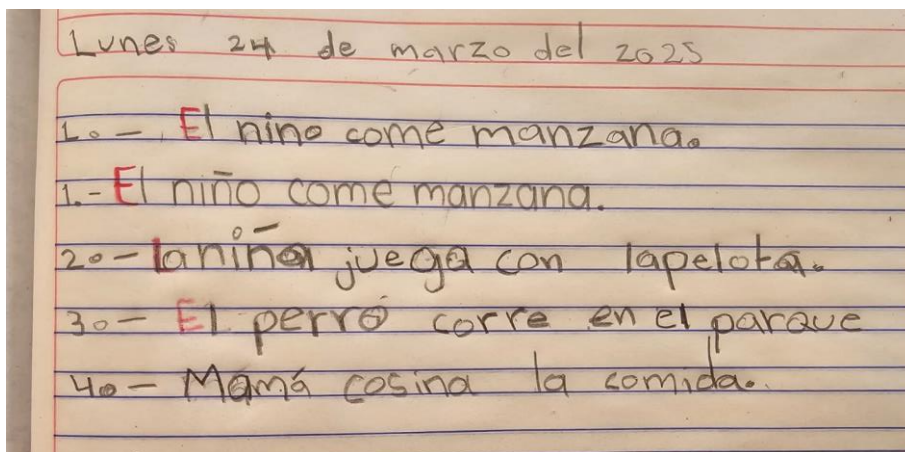 Lunes 24 de marzo del 2025
1.- El nino come manzana.
1.- El niño come manzana.
2.- la niña juega con lapelota.
3.- El perro corre en el parque
4.- Mamá cosina la comida.